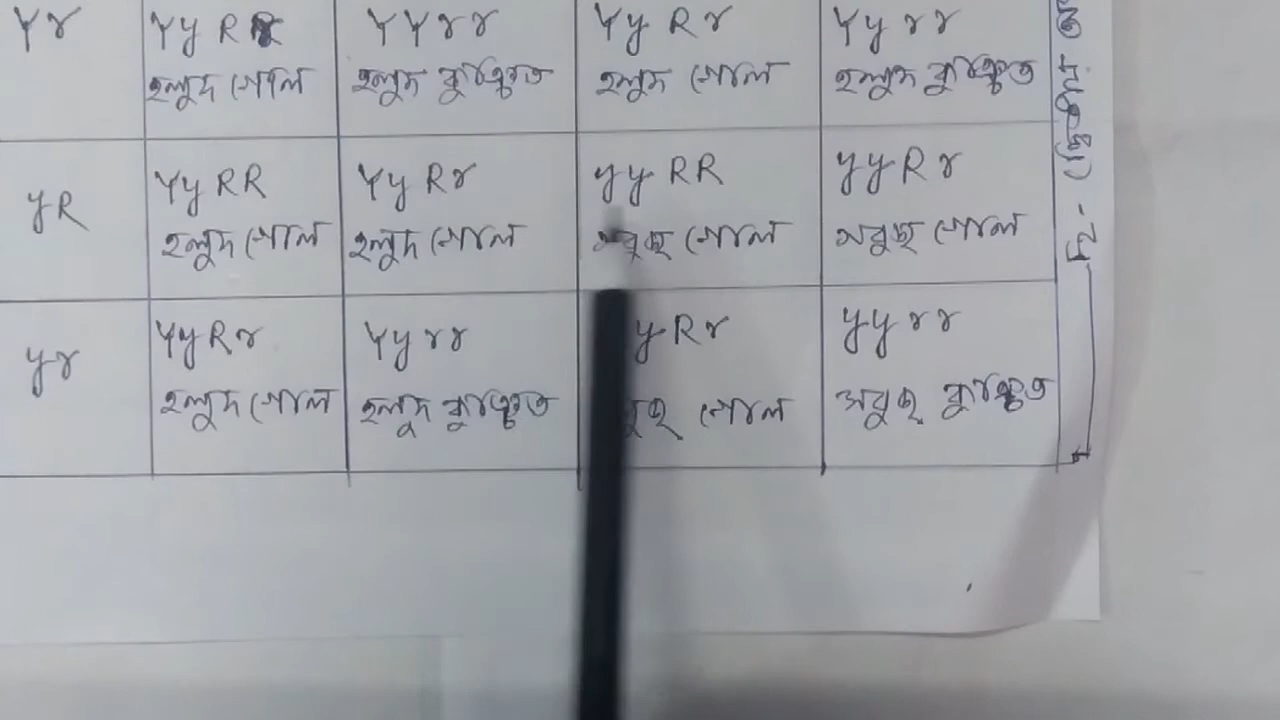 Yr YyR YYrr YyRr Yyrr
হলুদ গোল হলুদ কুঞ্চিত হলুদ গোল হলুদ কুঞ্চিত
yR YyRR YyRr yyRR yyRr
হলুদ গোল হলুদ গোল সবুজ গোল সবুজ গোল
yr YyRr Yyrr yRr yyrr
হলুদ গোল হলুদ কুঞ্চিত গোল সবুজ কুঞ্চিত